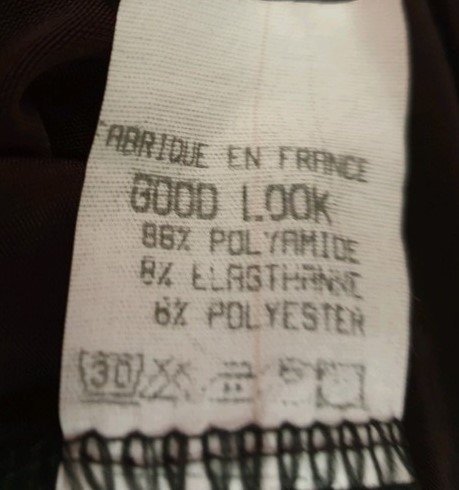 FABRIQUE EN FRANCE
GOOD LOOK
86% POLYAMIDE
8% ELASTHANNE
6% POLYESTER
30